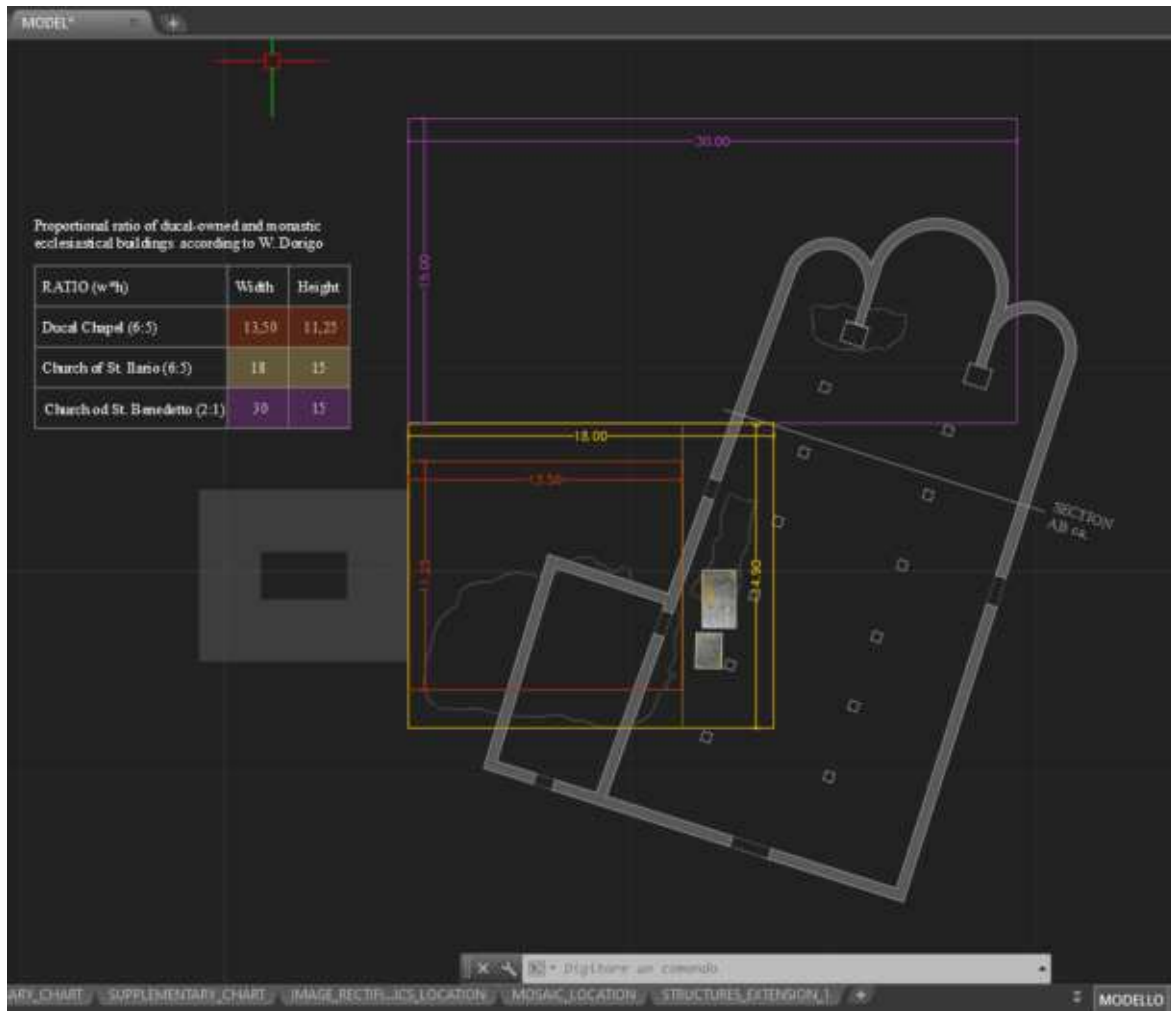 MODEL*
30.00
15.00
Proportional ratio of ducal-owned and monastic
ecclesiastical buildings according to W. Dorigo
RATIO (w*h) Width Height
Ducal Chapel (6:5) 13,50 11,25
Church of St. Ilario (6:5) 18 15
Church od St. Benedetto (2:1) 30 15
18.00
13.50
11.25
14.90
SECTION
AB ca.
Digitare un comando
ARY_CHART SUPPLEMENTARY_CHART IMAGE_RECTIFI...ICS_LOCATION MOSAIC_LOCATION STRUCTURES_EXTENSION_1 +
MODELLO